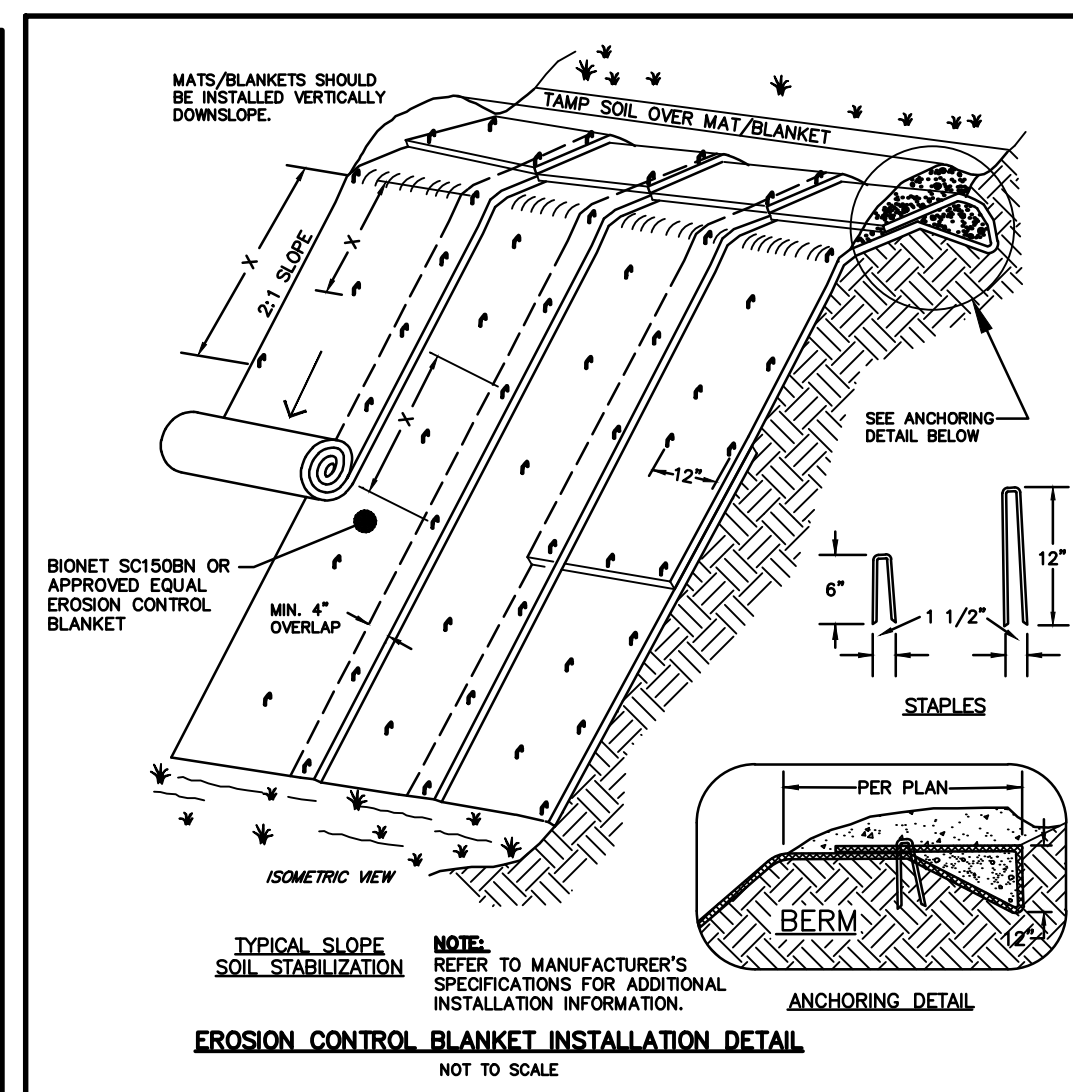 MATS/BLANKETS SHOULD
BE INSTALLED VERTICALLY
DOWNSLOPE.
TAMP SOIL OVER MAT/BLANKET
X
2:1 SLOPE
X
X
SEE ANCHORING
DETAIL BELOW
12"
BIONET SC150BN OR
APPROVED EQUAL
EROSION CONTROL
BLANKET
MIN. 4"
OVERLAP
6"
12"
1 1/2"
STAPLES
ISOMETRIC VIEW
PER PLAN
BERM
12"
ANCHORING DETAIL
TYPICAL SLOPE
SOIL STABILIZATION
NOTE:
REFER TO MANUFACTURER'S
SPECIFICATIONS FOR ADDITIONAL
INSTALLATION INFORMATION.
EROSION CONTROL BLANKET INSTALLATION DETAIL
NOT TO SCALE